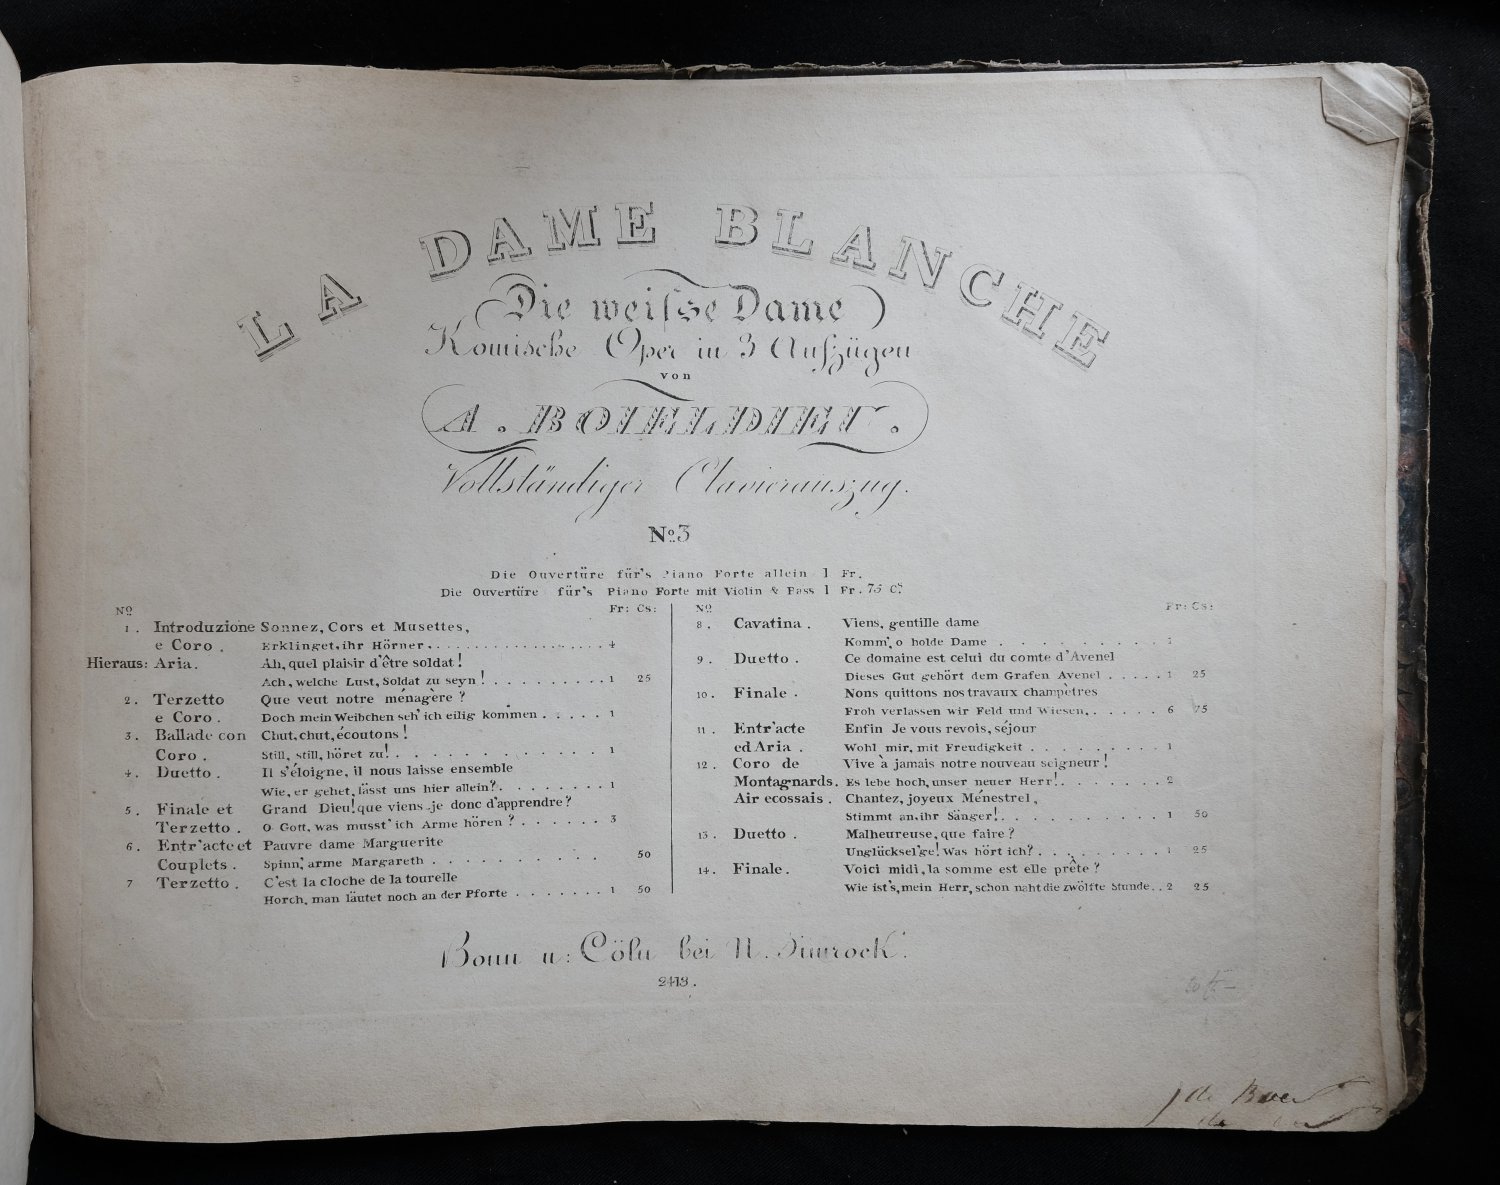 LA DAME BLANCHE
(Die weisse Dame)
Komische Oper in 3 Aufzügen
von
A. BOIELDIEU.
Vollständiger Clavierauszug.
No. 3
Die Ouvertüre für's Piano Forte allein 1 Fr.
Die Ouvertüre für's Piano Forte mit Violin & Bass 1 Fr. 75 Cs.
No Fr: Cs:
1. Introduzione Sonnez, Cors et Musettes,
e Coro. Erklinget, ihr Hörner. 4
Hieraus: Aria. Ah, quel plaisir d'être soldat!
Ach, welche Lust, Soldat zu seyn! 1 25
2. Terzetto Que veut notre ménagère?
e Coro. Doch mein Weibchen seh' ich eilig kommen 1
3. Ballade con Chut, chut, écoutons!
Coro. Still, still, höret zu! 1
4. Duetto. Il s'éloigne, il nous laisse ensemble
Wie, er gehet, lässt uns hier allein? 1
5. Finale et Grand Dieu! que viens-je donc d'apprendre?
Terzetto. O Gott, was musst' ich Arme hören? 3
6. Entr'acte et Pauvre dame Marguerite
Couplets. Spinn', arme Margareth 50
7 Terzetto. C'est la cloche de la tourelle
Horch, man läutet noch an der Pforte 1 50
No Fr: Cs:
8. Cavatina. Viens, gentille dame
Komm', o holde Dame 1
9. Duetto. Ce domaine est celui du comte d'Avenel
Dieses Gut gehört dem Grafen Avenel 1 25
10. Finale. Nons quittons nos travaux champètres
Froh verlassen wir Feld und Wiesen, 6 75
11. Entr'acte Enfin Je vous revois, séjour
ed Aria. Wohl mir, mit Freudigkeit 1
12. Coro de Vive à jamais notre nouveau seigneur!
Montagnards. Es lebe hoch, unser neuer Herr! 2
Air ecossais. Chantez, joyeux Ménestrel,
Stimmt an, ihr Sänger! 1 50
13. Duetto. Malheureuse, que faire?
Unglücksel'ge! Was hört ich? 1 25
14. Finale. Voici midi, la somme est elle prête?
Wie ist's, mein Herr, schon naht die zwölfte Stunde 2 25
Bonn u: Cöln bei N. Simrock.
2413.
J de Boer